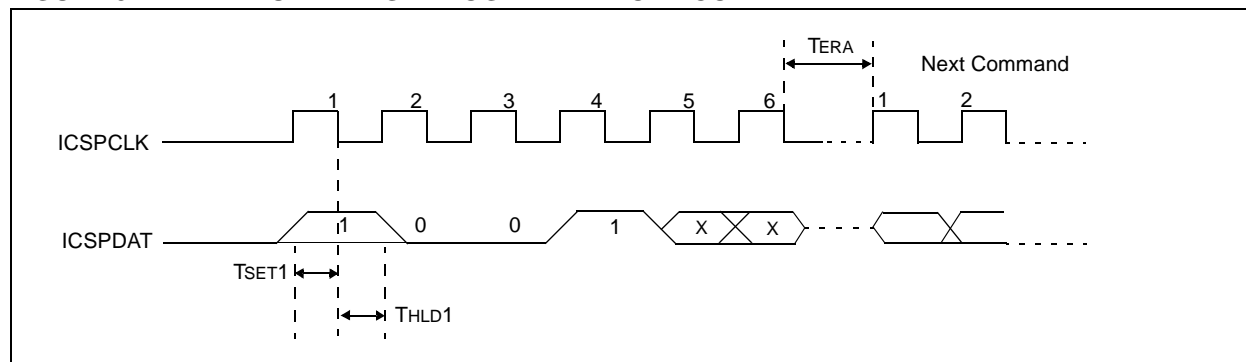 TERA
Next Command
1 2 3 4 5 6 1 2
ICSPCLK
ICSPDAT
1 0 0 1 X X
TSET1
THLD1